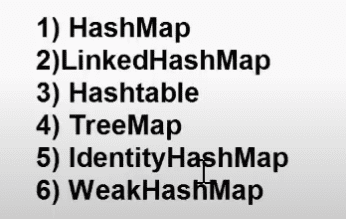 1) HashMap
2)LinkedHashMap
3) Hashtable
4) TreeMap
5) IdentityHashMap
6) WeakHashMap